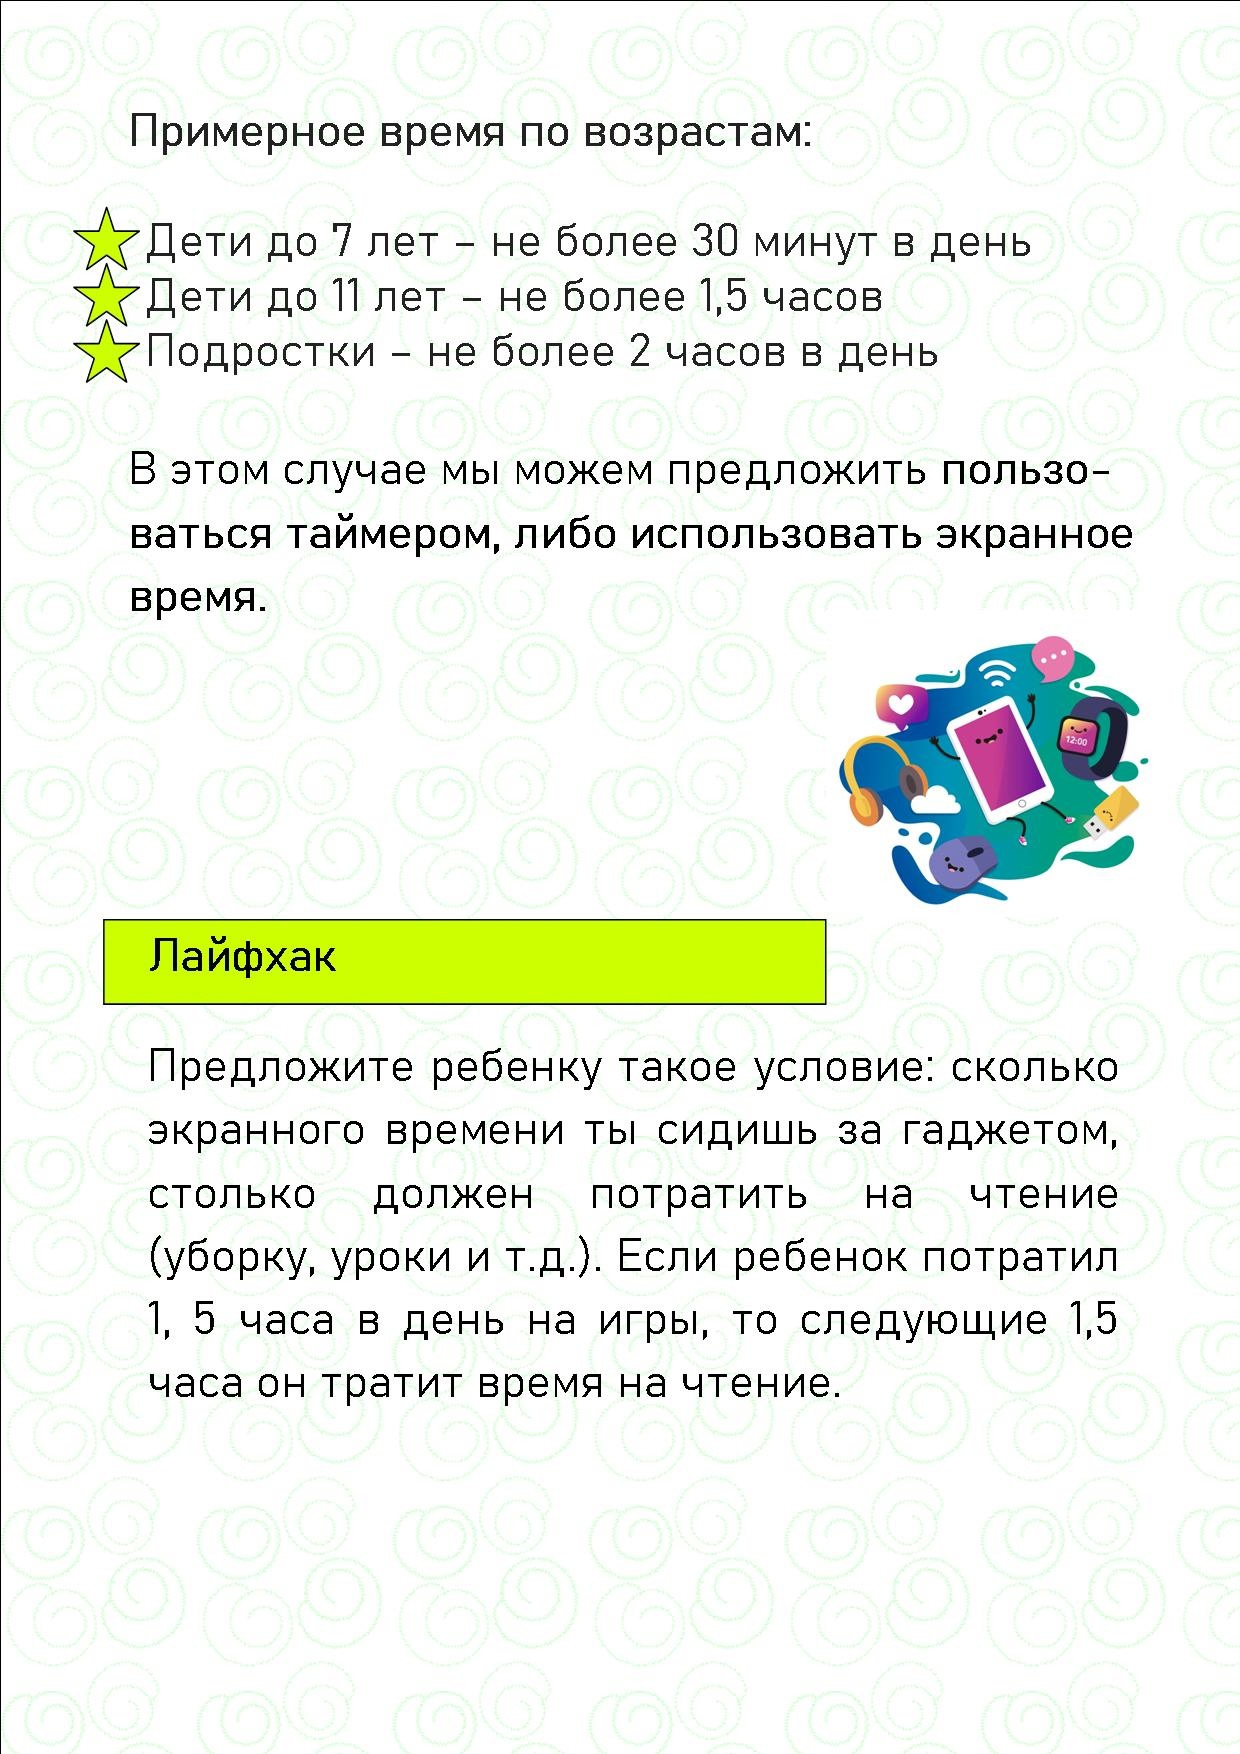 Примерное время по возрастам:
Дети до 7 лет – не более 30 минут в день
Дети до 11 лет – не более 1,5 часов
Подростки – не более 2 часов в день
В этом случае мы можем предложить пользо-
ваться таймером, либо использовать экранное
время.
12:00
Лайфхак
Предложите ребенку такое условие: сколько
экранного времени ты сидишь за гаджетом,
столько должен потратить на чтение
(уборку, уроки и т.д.). Если ребенок потратил
1, 5 часа в день на игры, то следующие 1,5
часа он тратит время на чтение.